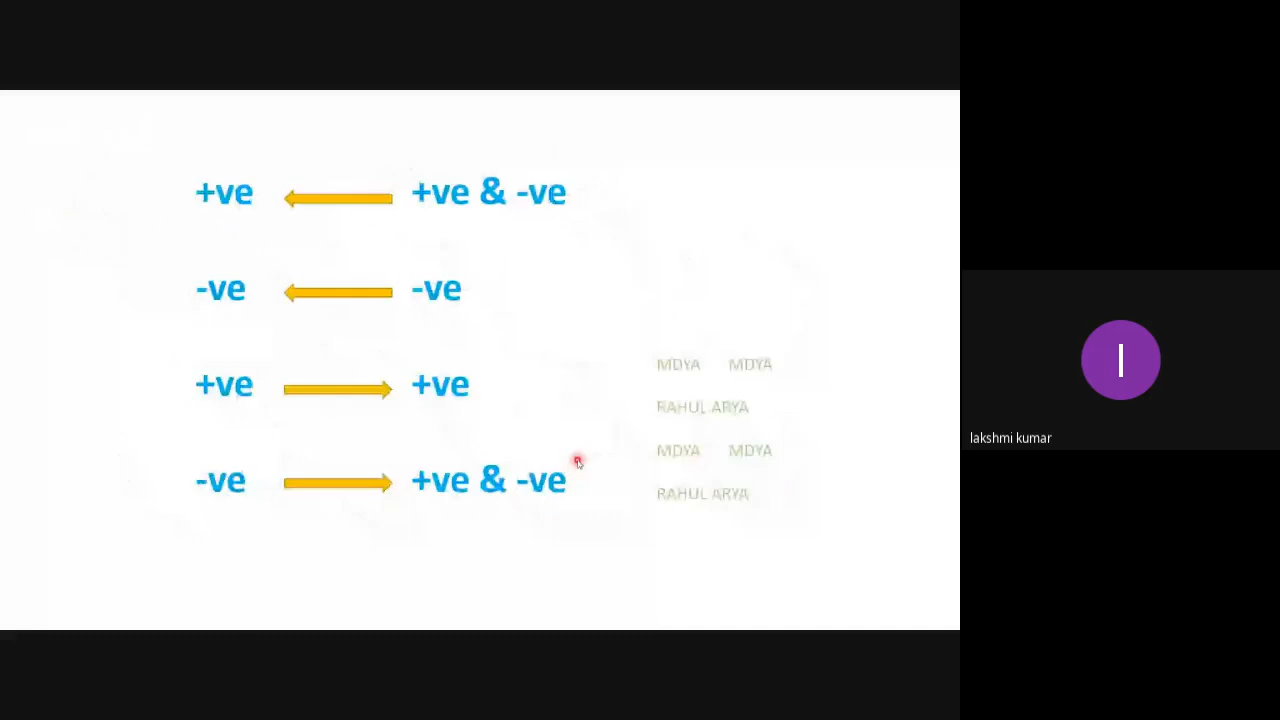 +ve +ve & -ve
-ve -ve
+ve +ve
-ve +ve & -ve
MDYA MDYA
RAHUL ARYA
MDYA MDYA
RAHUL ARYA
l
lakshmi kumar